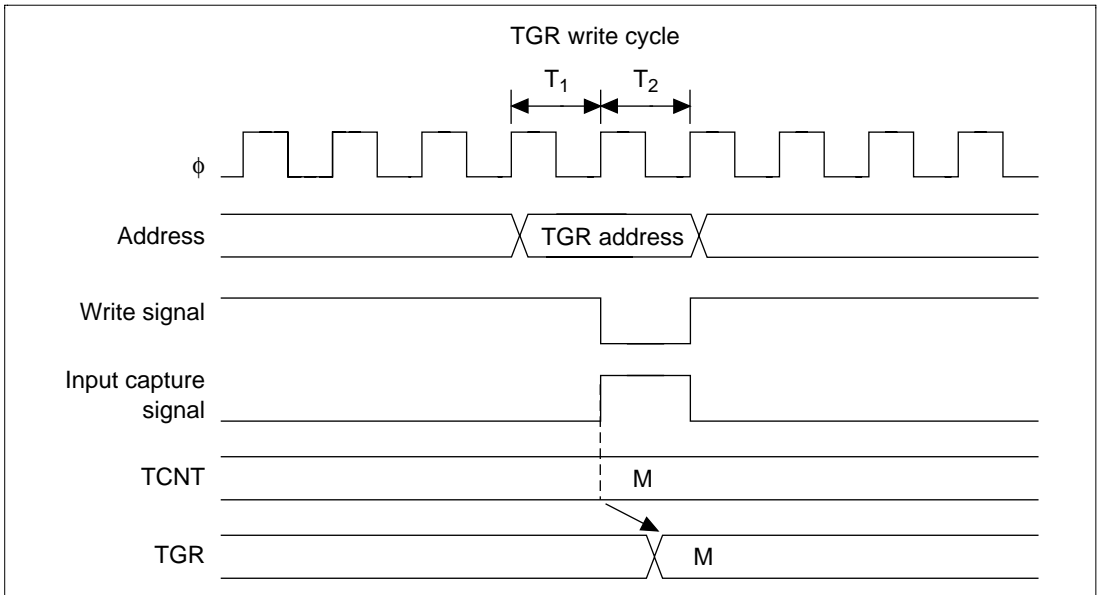 TGR write cycle
T1 T2
ϕ
Address
TGR address
Write signal
Input capture
signal
TCNT
M
TGR
M